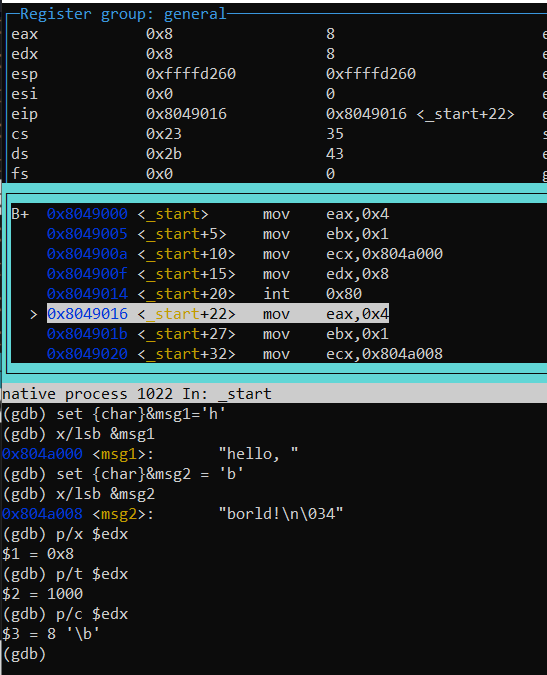 Register group: general
eax 0x8 8 e
edx 0x8 8 e
esp 0xffffd260 0xffffd260 e
esi 0x0 0 e
eip 0x8049016 0x8049016 <_start+22> e
cs 0x23 35 s
ds 0x2b 43 e
fs 0x0 0 g
B+ 0x8049000 <_start> mov eax,0x4
0x8049005 <_start+5> mov ebx,0x1
0x804900a <_start+10> mov ecx,0x804a000
0x804900f <_start+15> mov edx,0x8
0x8049014 <_start+20> int 0x80
> 0x8049016 <_start+22> mov eax,0x4
0x804901b <_start+27> mov ebx,0x1
0x8049020 <_start+32> mov ecx,0x804a008
native process 1022 In: _start
(gdb) set {char}&msg1='h'
(gdb) x/lsb &msg1
0x804a000 <msg1>: "hello, "
(gdb) set {char}&msg2 = 'b'
(gdb) x/lsb &msg2
0x804a008 <msg2>: "borld!\n\034"
(gdb) p/x $edx
$1 = 0x8
(gdb) p/t $edx
$2 = 1000
(gdb) p/c $edx
$3 = 8 '\b'
(gdb)